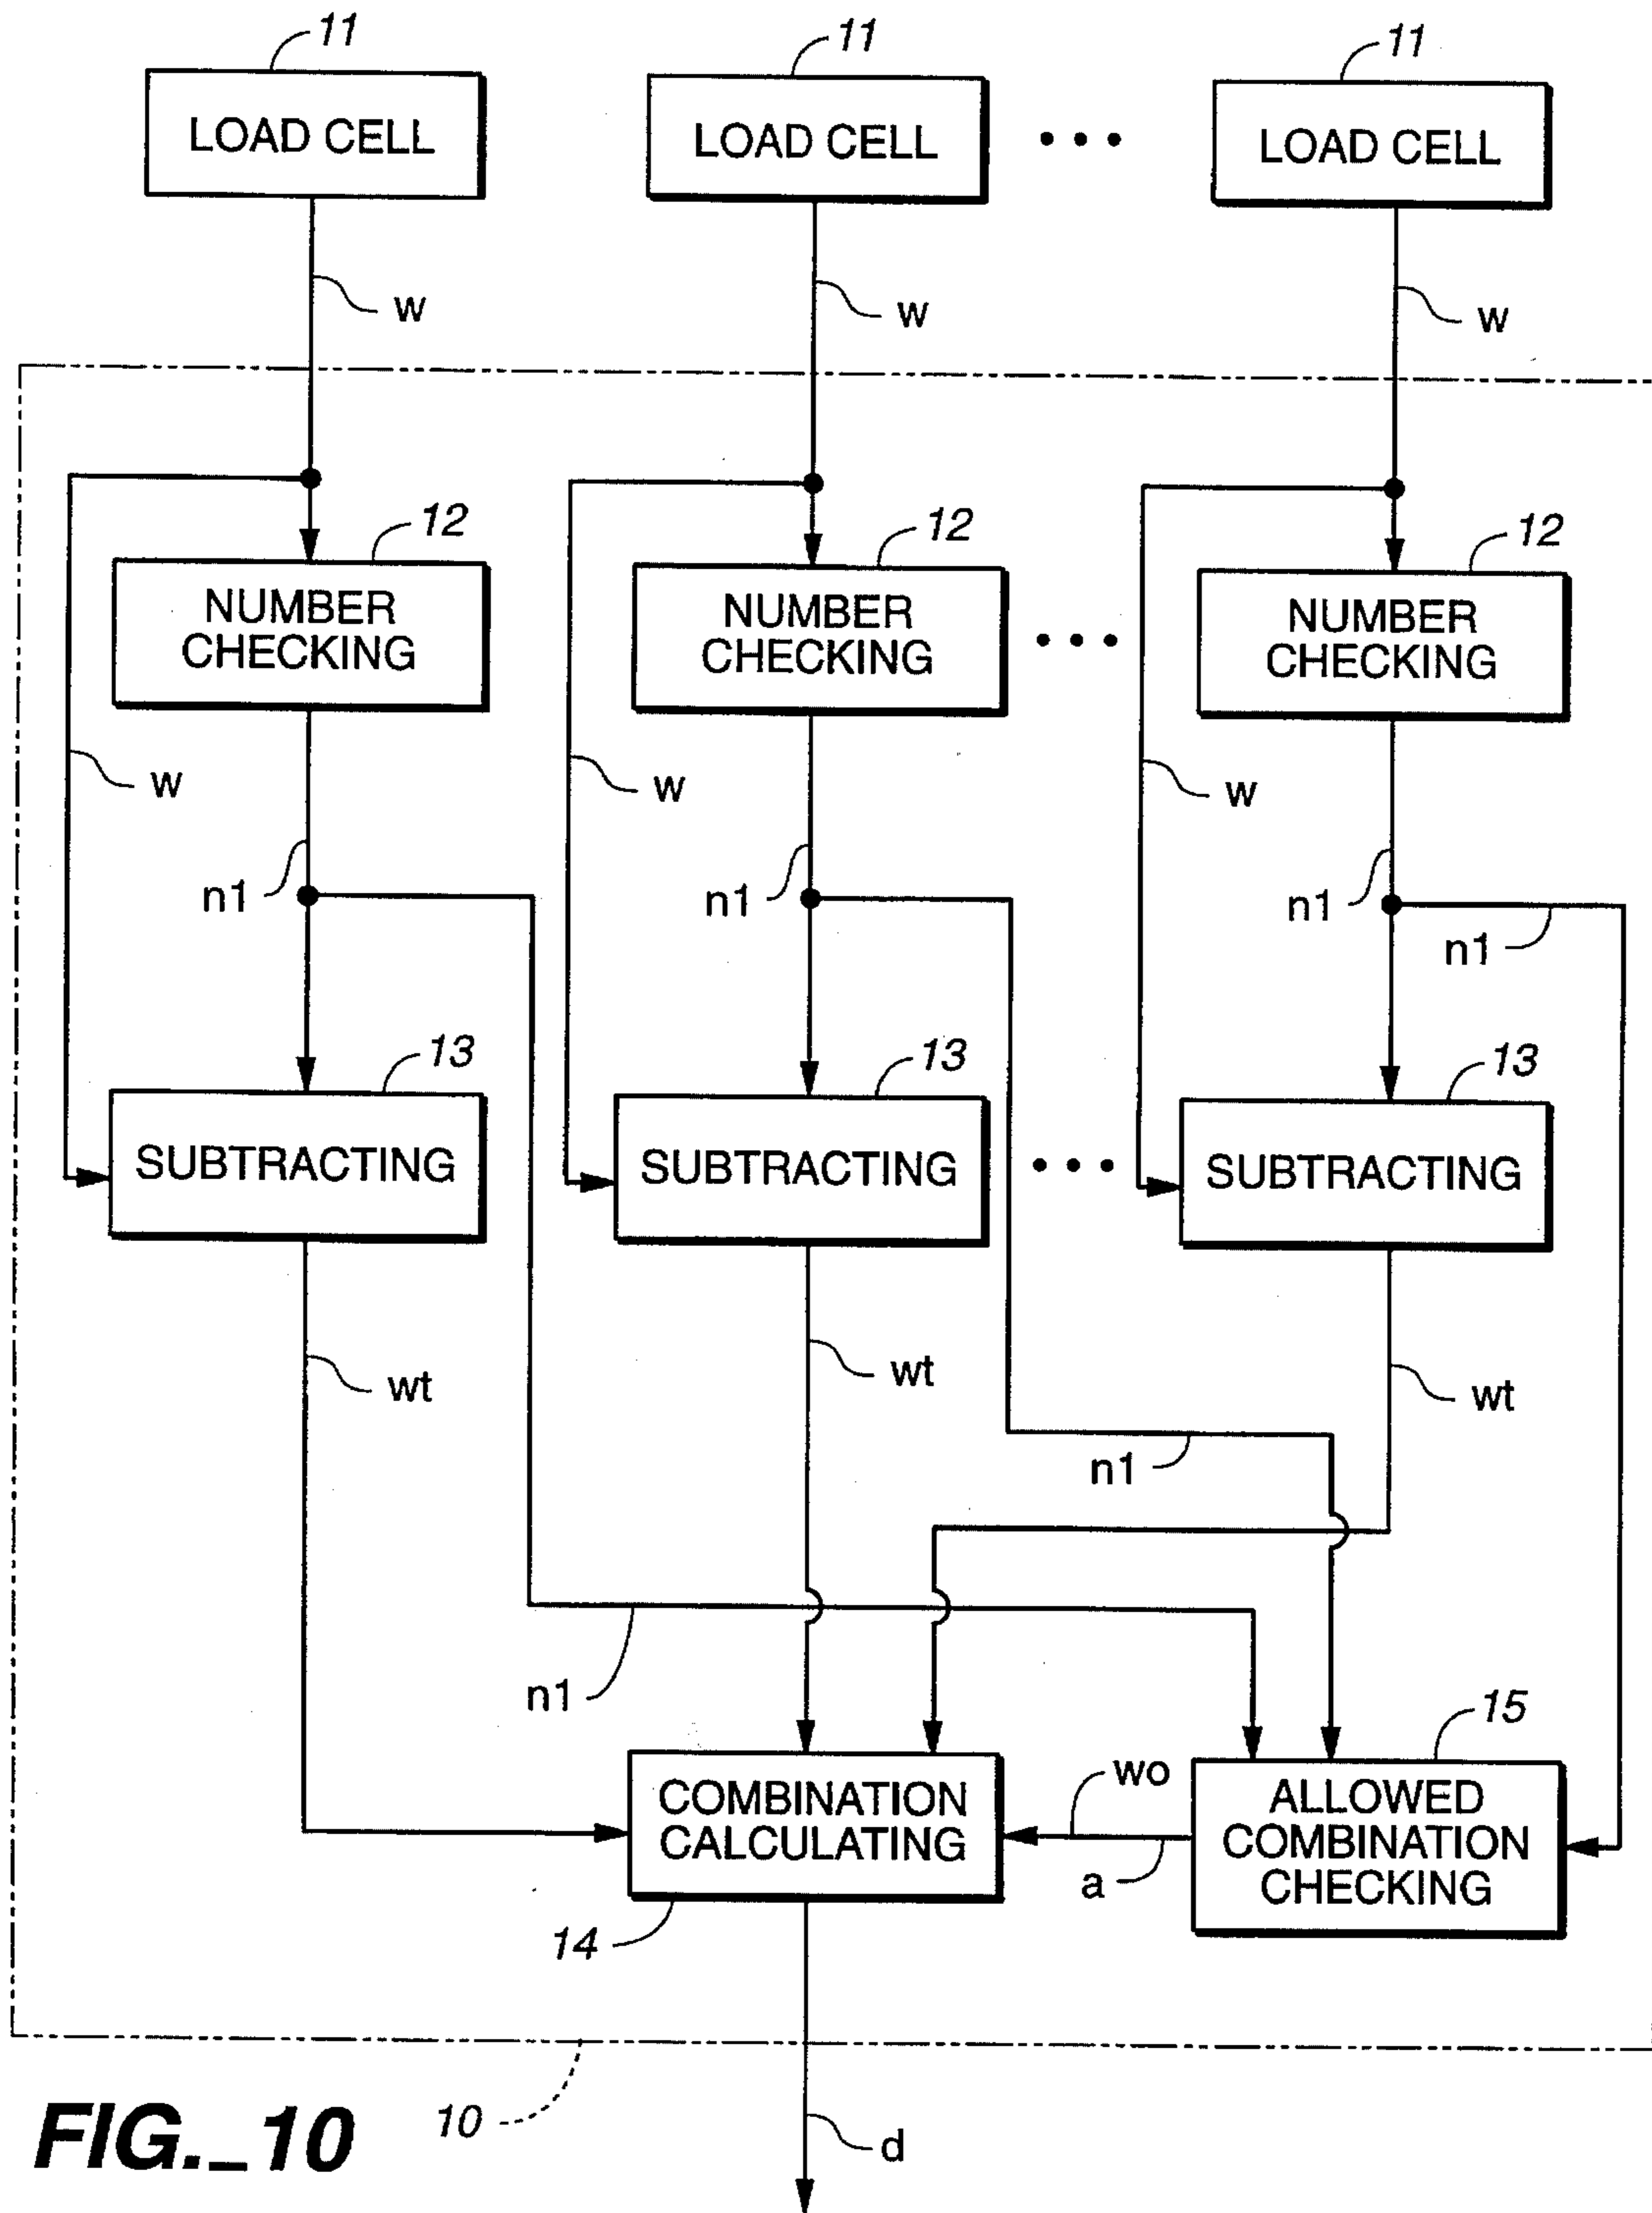 11 11 11
LOAD CELL LOAD CELL • • • LOAD CELL
w w w
12 12 12
NUMBER CHECKING NUMBER CHECKING • • • NUMBER CHECKING
w w w
n1 n1 n1 n1
13 13 13
SUBTRACTING SUBTRACTING • • • SUBTRACTING
wt wt wt
n1
n1
15
COMBINATION CALCULATING
wo
a
ALLOWED COMBINATION CHECKING
14
10
d
FIG._10